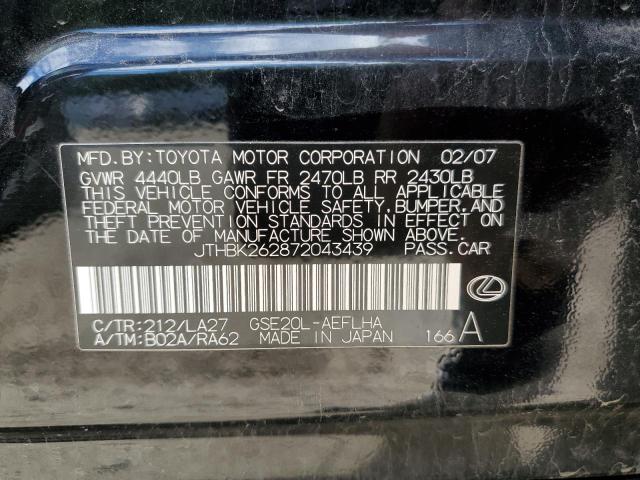 MFD. BY: TOYOTA MOTOR CORPORATION 02/07
GVWR 4440LB GAWR FR 2470LB RR 2430LB
THIS VEHICLE CONFORMS TO ALL APPLICABLE
FEDERAL MOTOR VEHICLE SAFETY, BUMPER, AND
THEFT PREVENTION STANDARDS IN EFFECT ON
THE DATE OF MANUFACTURE SHOWN ABOVE.
JTHBK262872043439 PASS. CAR
C/TR: 212/LA27 GSE20L-AEFLHA
A/TM: B02A/RA62 MADE IN JAPAN 166 A